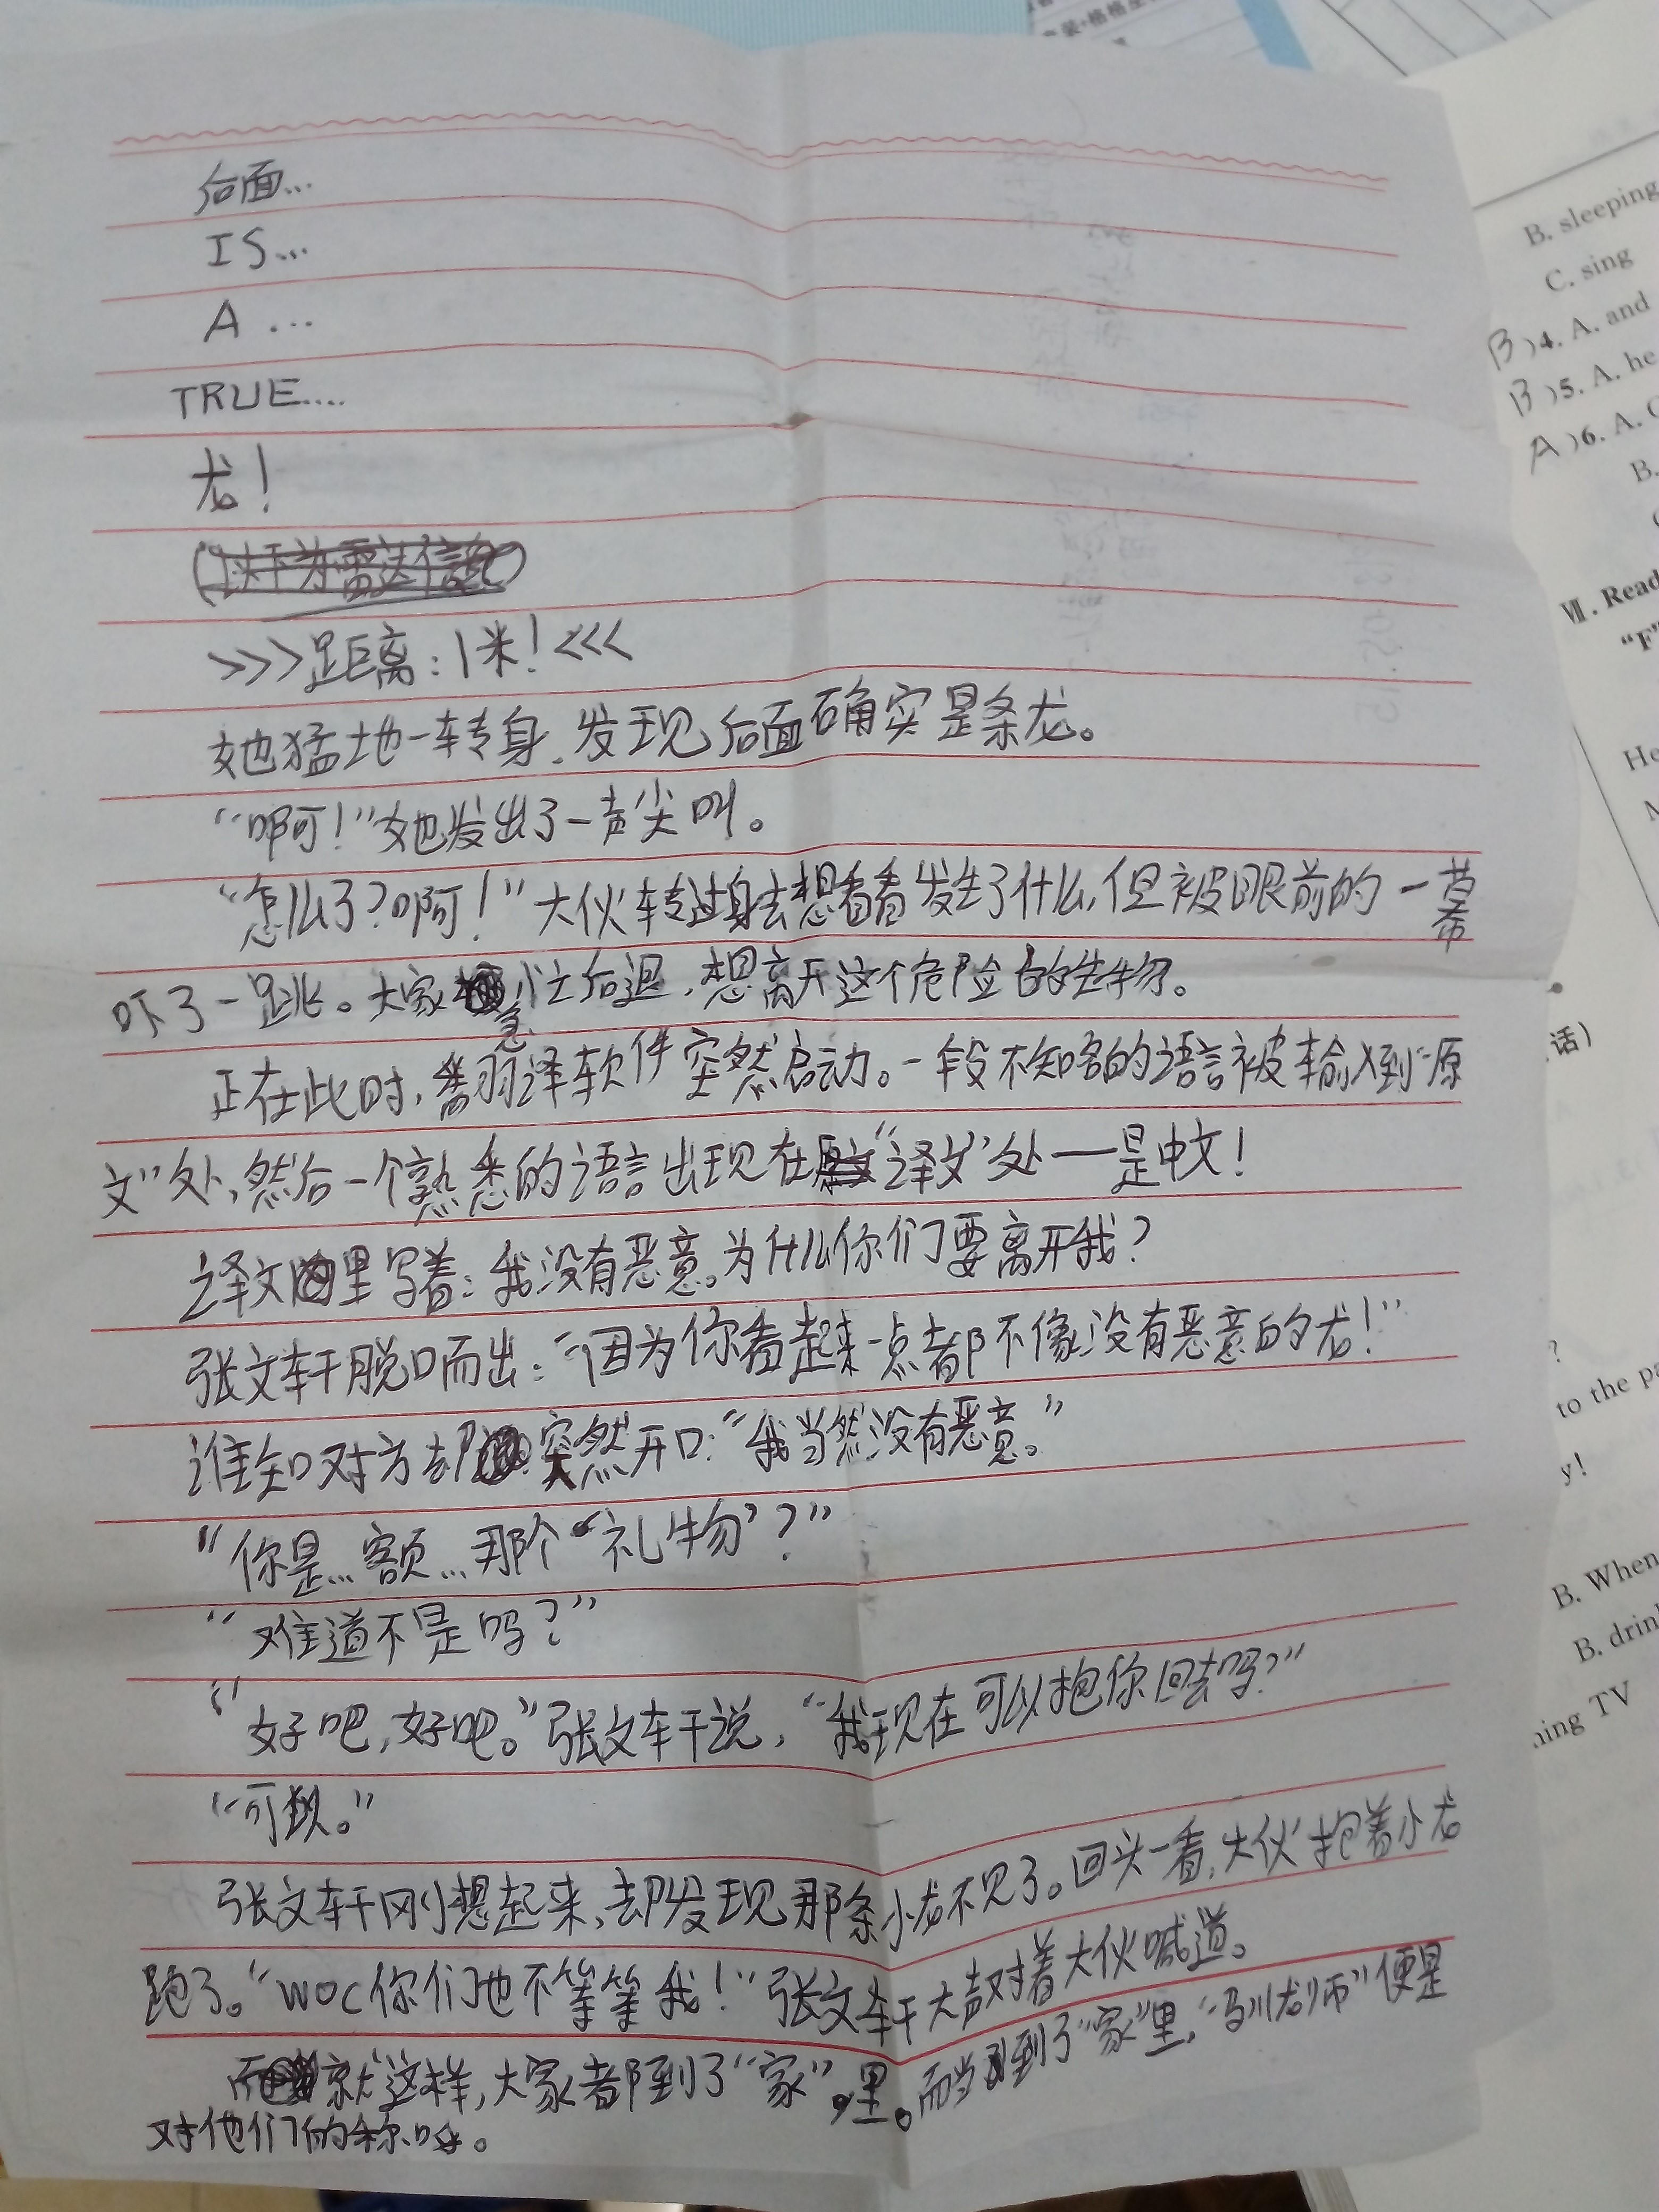 后面…
IS…
A…
TRUE….
龙！
>>>距离：1米！<<<
她猛地一转身，发现后面确实是条龙。
“啊！”她发出了一声尖叫。
“怎么了？啊！”大伙转过身去想看看发生了什么，但被眼前的一幕
吓了一跳。大家急忙后退，想离开这个危险的生物。
正在此时，翻译软件突然启动。一段不知名的语言被输入到“原
文”处，然后一个熟悉的语言出现在“译文”处——是中文！
译文里写着：我没有恶意。为什么你们要离开我？
张文轩脱口而出：“因为你看起来一点都不像没有恶意的龙！”
谁知对方却突然开口：“我当然没有恶意。”
“你是…额…那个‘礼物’？”
“难道不是吗？”
“好吧，好吧。”张文轩说，“我现在可以抱你回去吗？”
“可以。”
张文轩刚想起来，却发现那条小龙不见了。回头一看，大伙抱着小龙
跑了。“woc你们也不等等我！”张文轩大声对着大伙喊道。
就这样，大家都到了“家”里。而当到了“家”里，“驯龙师”便是
对他们的称呼。
B. sleeping
C. sing
B)4. A. and
B)5. A. he
A)6. A.
B.
Ⅶ. Read
“F”
He
话）
?
to the pa
y!
B. When
B. drin
ning TV